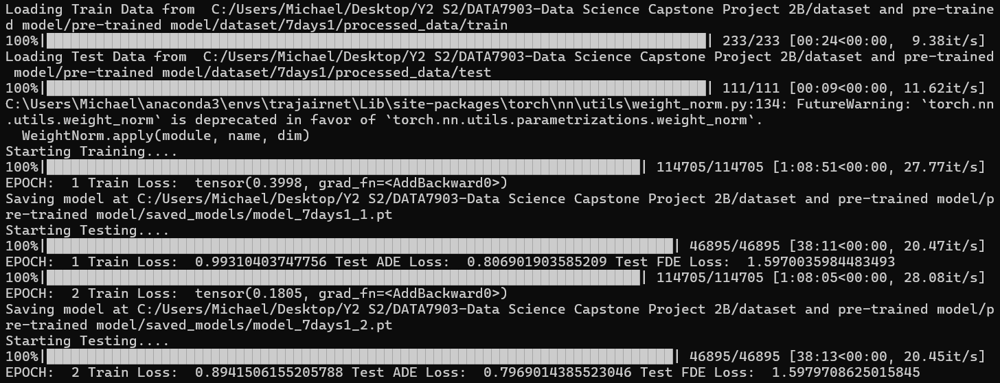 Loading Train Data from  C:/Users/Michael/Desktop/Y2 S2/DATA7903-Data Science Capstone Project 2B/dataset and pre-traine
d model/pre-trained model/dataset/7days1/processed_data/train
100%| | 233/233 [00:24<00:00,  9.38it/s]
Loading Test Data from  C:/Users/Michael/Desktop/Y2 S2/DATA7903-Data Science Capstone Project 2B/dataset and pre-trained
 model/pre-trained model/dataset/7days1/processed_data/test
100%| | 111/111 [00:09<00:00, 11.62it/s]
C:\Users\Michael\anaconda3\envs\trajairnet\Lib\site-packages\torch\nn\utils\weight_norm.py:134: FutureWarning: `torch.nn
.utils.weight_norm` is deprecated in favor of `torch.nn.utils.parametrizations.weight_norm`.
  WeightNorm.apply(module, name, dim)
Starting Training....
100%| | 114705/114705 [1:08:51<00:00, 27.77it/s]
EPOCH:  1 Train Loss:  tensor(0.3998, grad_fn=<AddBackward0>)
Saving model at C:/Users/Michael/Desktop/Y2 S2/DATA7903-Data Science Capstone Project 2B/dataset and pre-trained model/p
re-trained model/saved_models/model_7days1_1.pt
Starting Testing....
100%| | 46895/46895 [38:11<00:00, 20.47it/s]
EPOCH:  1 Train Loss:  0.99310403747756 Test ADE Loss:  0.806901903585209 Test FDE Loss:  1.5970035984483493
100%| | 114705/114705 [1:08:05<00:00, 28.08it/s]
EPOCH:  2 Train Loss:  tensor(0.1805, grad_fn=<AddBackward0>)
Saving model at C:/Users/Michael/Desktop/Y2 S2/DATA7903-Data Science Capstone Project 2B/dataset and pre-trained model/p
re-trained model/saved_models/model_7days1_2.pt
Starting Testing....
100%| | 46895/46895 [38:13<00:00, 20.45it/s]
EPOCH:  2 Train Loss:  0.8941506155205788 Test ADE Loss:  0.7969014385523046 Test FDE Loss:  1.5979708625015845